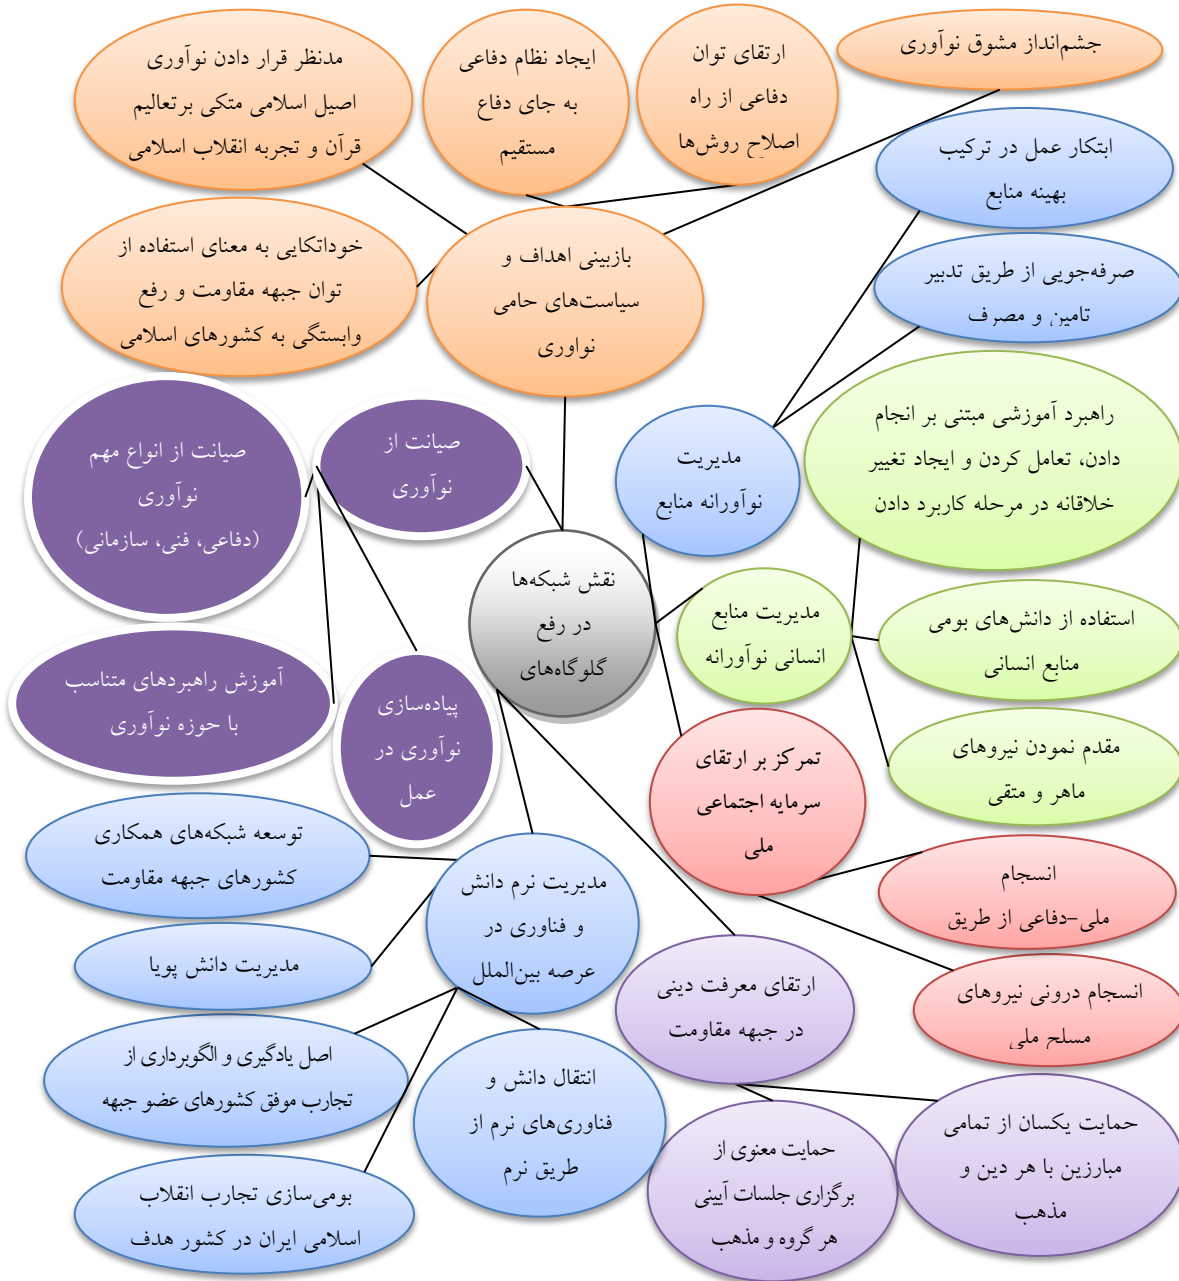 جشم‌انداز مشوق نوآوری
ارتقای توان
دفاعی از راه
اصلاح روش‌ها
ایجاد نظام دفاعی
به جای دفاع
مستقیم
مدنظر قرار دادن نوآوری
اصیل اسلامی متکی برتعالیم
قرآن و تجربه انقلاب اسلامی
خوداتکایی به معنای استفاده از
توان جبهه مقاومت و رفع
وابستگی به کشورهای اسلامی
بازبینی اهداف و
سیاست‌های حامی
نواوری
ابتکار عمل در ترکیب
بهینه منابع
صرفه‌جویی از طریق تدبیر
تامین و مصرف
مدیریت
نوآورانه منابع
راهبرد آموزشی مبتنی بر انجام
دادن، تعامل کردن و ایجاد تغییر
خلاقانه در مرحله کاربرد دادن
صیانت از
نوآوری
صیانت از انواع مهم
نوآوری
(دفاعی، فنی، سازمانی)
نقش شبکه‌ها
در رفع
گلوگاه‌های
مدیریت منابع
انسانی نوآورانه
استفاده از دانش‌های بومی
منابع انسانی
مقدم نمودن نیروهای
ماهر و متقی
آموزش راهبردهای متناسب
با حوزه نوآوری
پیاده‌سازی
نوآوری در
عمل
تمرکز بر ارتقای
سرمایه اجتماعی
ملی
انسجام
ملی-دفاعی از طریق
انسجام درونی نیروهای
مسلح ملی
توسعه شبکه‌های همکاری
کشورهای جبهه مقاومت
مدیریت نرم دانش
و فناوری در
عرصه بین‌الملل
مدیریت دانش پویا
اصل یادگیری و الگوبرداری از
تجارب موفق کشورهای عضو جبهه
انتقال دانش و
فناوری‌های نرم از
طریق نرم
بومی‌سازی تجارب انقلاب
اسلامی ایران در کشور هدف
ارتقای معرفت دینی
در جبهه مقاومت
حمایت یکسان از تمامی
مبارزین با هر دین و
مذهب
حمایت معنوی از
برگزاری جلسات آیینی
هر گروه و مذهب